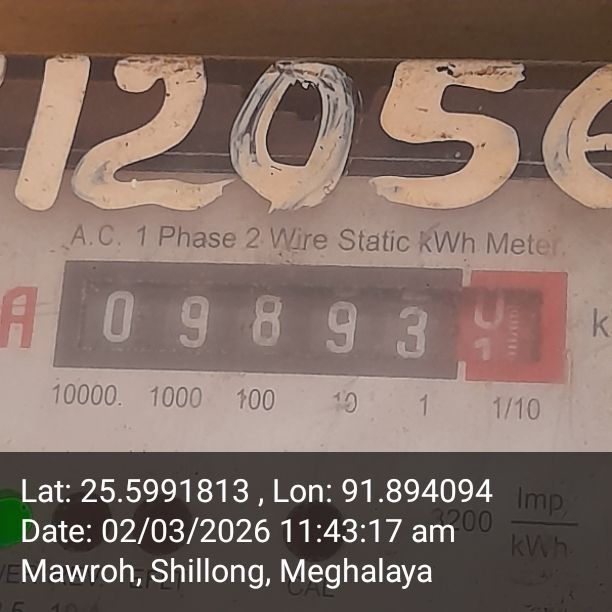 1205
A.C. 1 Phase 2 Wire Static kWh Meter
09893
10000. 1000 100 10 1 1/10
Lat: 25.5991813 , Lon: 91.894094
3200 Imp
kWh
Date: 02/03/2026 11:43:17 am
Mawroh, Shillong, Meghalaya